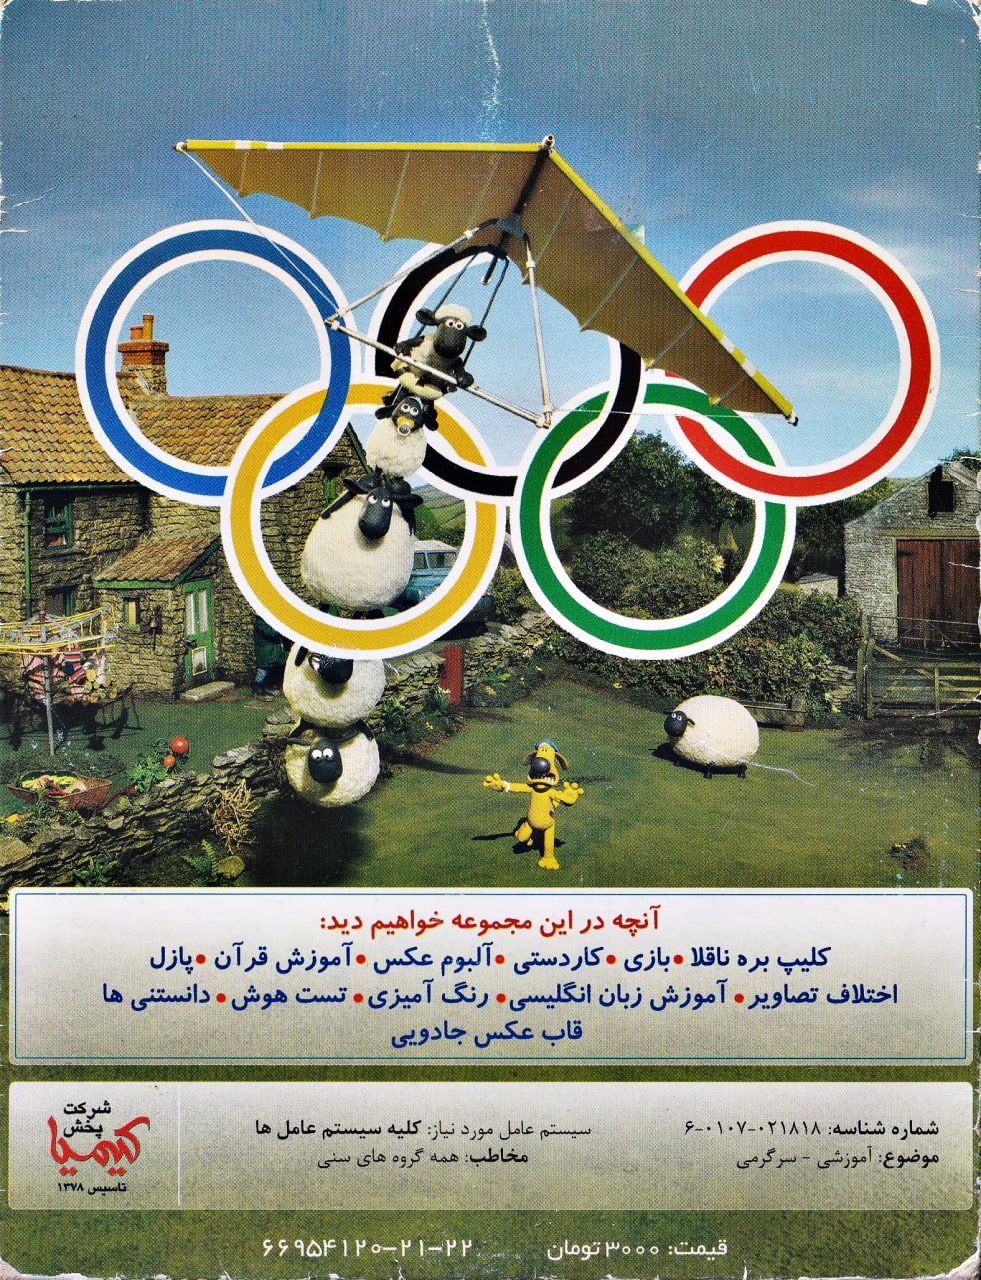 آنچه در این مجموعه خواهیم دید:
کلیپ بره ناقلا • بازی • کاردستی • آلبوم عکس • آموزش قرآن • پازل
اختلاف تصاویر • آموزش زبان انگلیسی • رنگ آمیزی • تست هوش • دانستنی ها
قاب عکس جادویی
شماره شناسه: ۰۲۱۸۱۸-۰۱۰۷-۶
موضوع: آموزشی - سرگرمی
سیستم عامل مورد نیاز: کلیه سیستم عامل ها
مخاطب: همه گروه های سنی
شرکت
پخش
کیمیا
تاسیس ۱۳۷۸
قیمت: ۳۰۰۰ تومان
۶۶۹۵۴۱۲۰-۲۱-۲۲